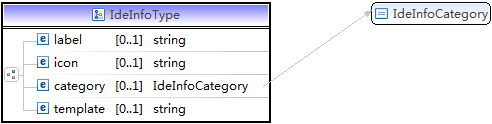 IdeInfoType
IdeInfoCategory
e label [0..1] string
e icon [0..1] string
e category [0..1] IdeInfoCategory
e template [0..1] string